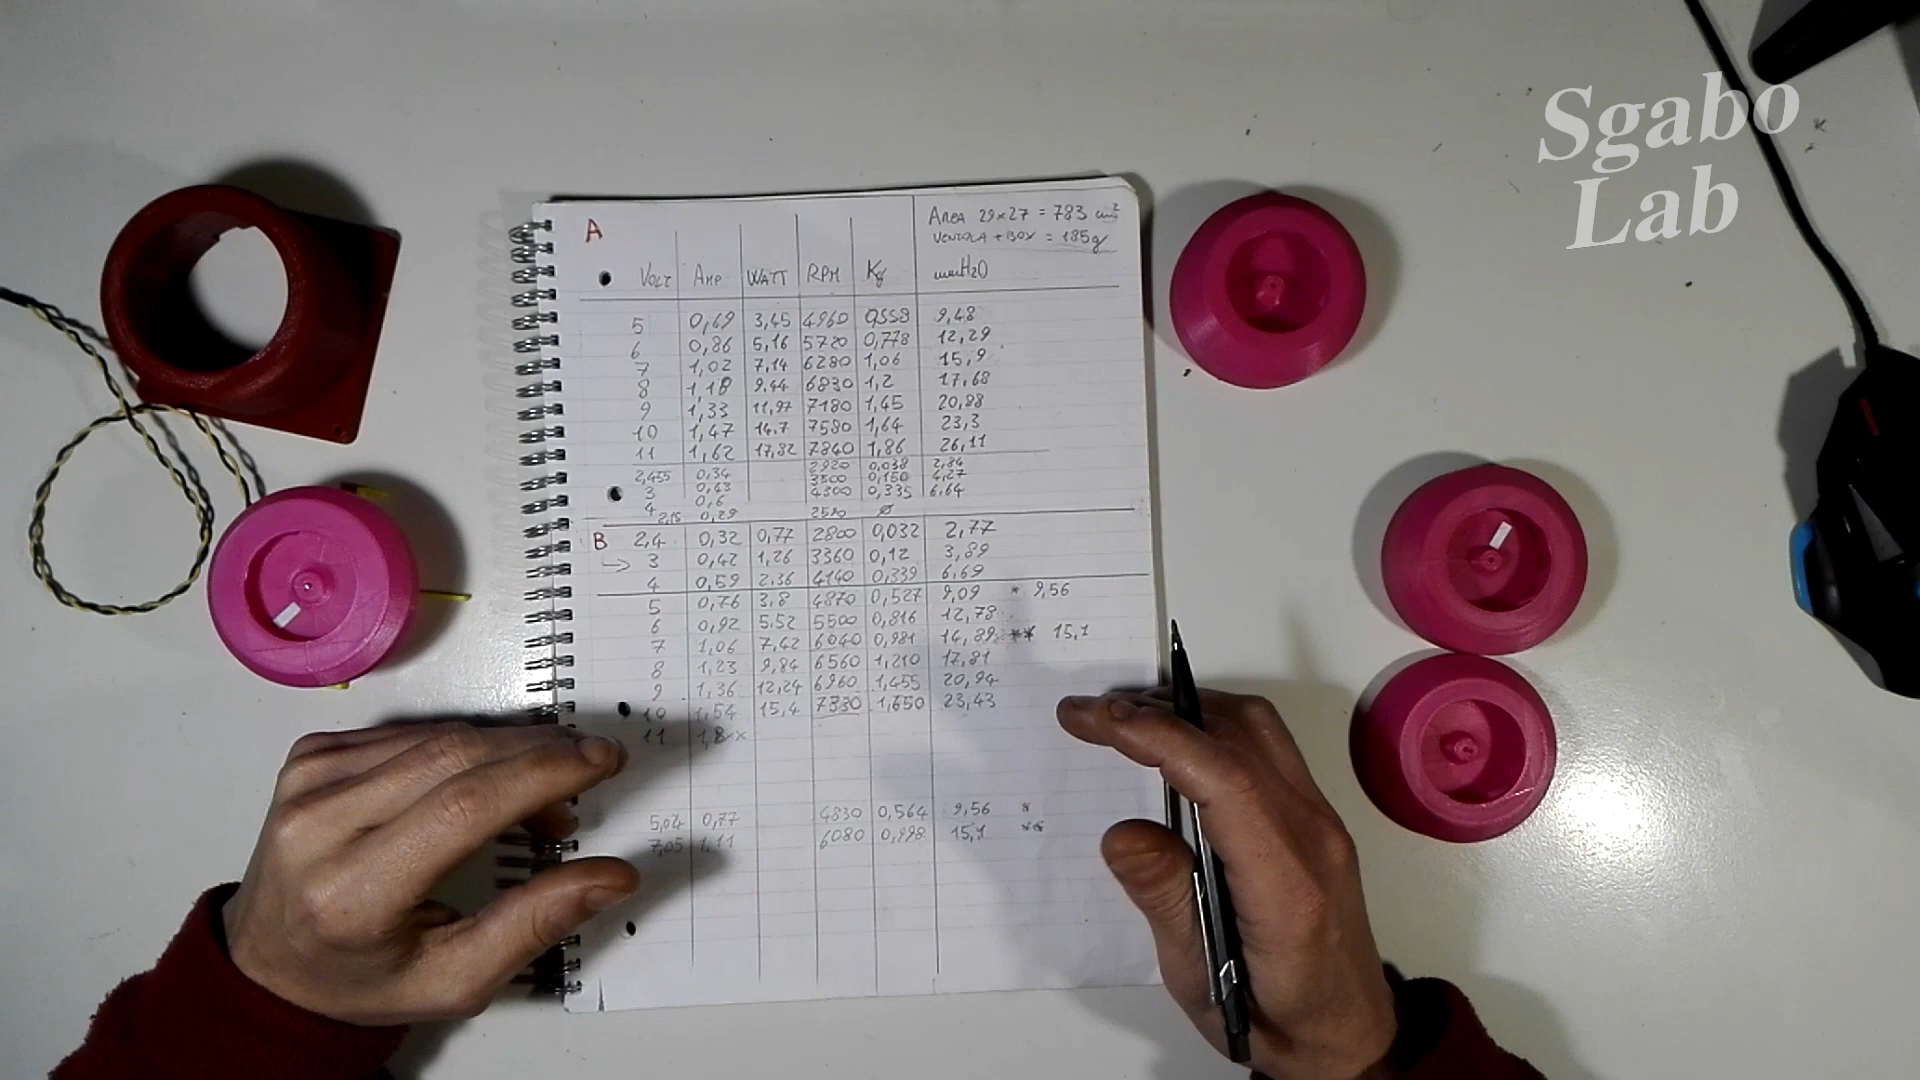 Sgabo
Lab
A
AREA 29×27 = 783 cm²
VENTOLA + BOX = 185g
VOLT AMP WATT RPM Kg mmH2O
5 0,69 3,45 4960 0,558 9,48
6 0,86 5,16 5720 0,778 12,29
7 1,02 7,14 6280 1,06 15,9
8 1,18 9,44 6830 1,2 17,68
9 1,33 11,97 7180 1,45 20,88
10 1,47 14,7 7580 1,64 23,3
11 1,62 17,82 7840 1,86 26,11
2,455 0,34 2920 0,038 2,84
3 0,43 3500 0,150 4,27
4 0,6 4300 0,335 6,64
2,15 0,29 2590 Ø
B 2,4 0,32 0,77 2800 0,032 2,77
→ 3 0,42 1,26 3360 0,12 3,89
4 0,59 2,36 4140 0,339 6,69
5 0,76 3,8 4870 0,527 9,09 * 9,56
6 0,92 5,52 5500 0,816 12,78
7 1,06 7,42 6040 0,981 14,89 ** 15,1
8 1,23 9,84 6560 1,210 17,81
9 1,36 12,24 6960 1,455 20,94
10 1,54 15,4 7330 1,650 23,43
11
5,04 0,77 4830 0,564 9,56 *
7,05 1,11 6080 0,998 15,1 **